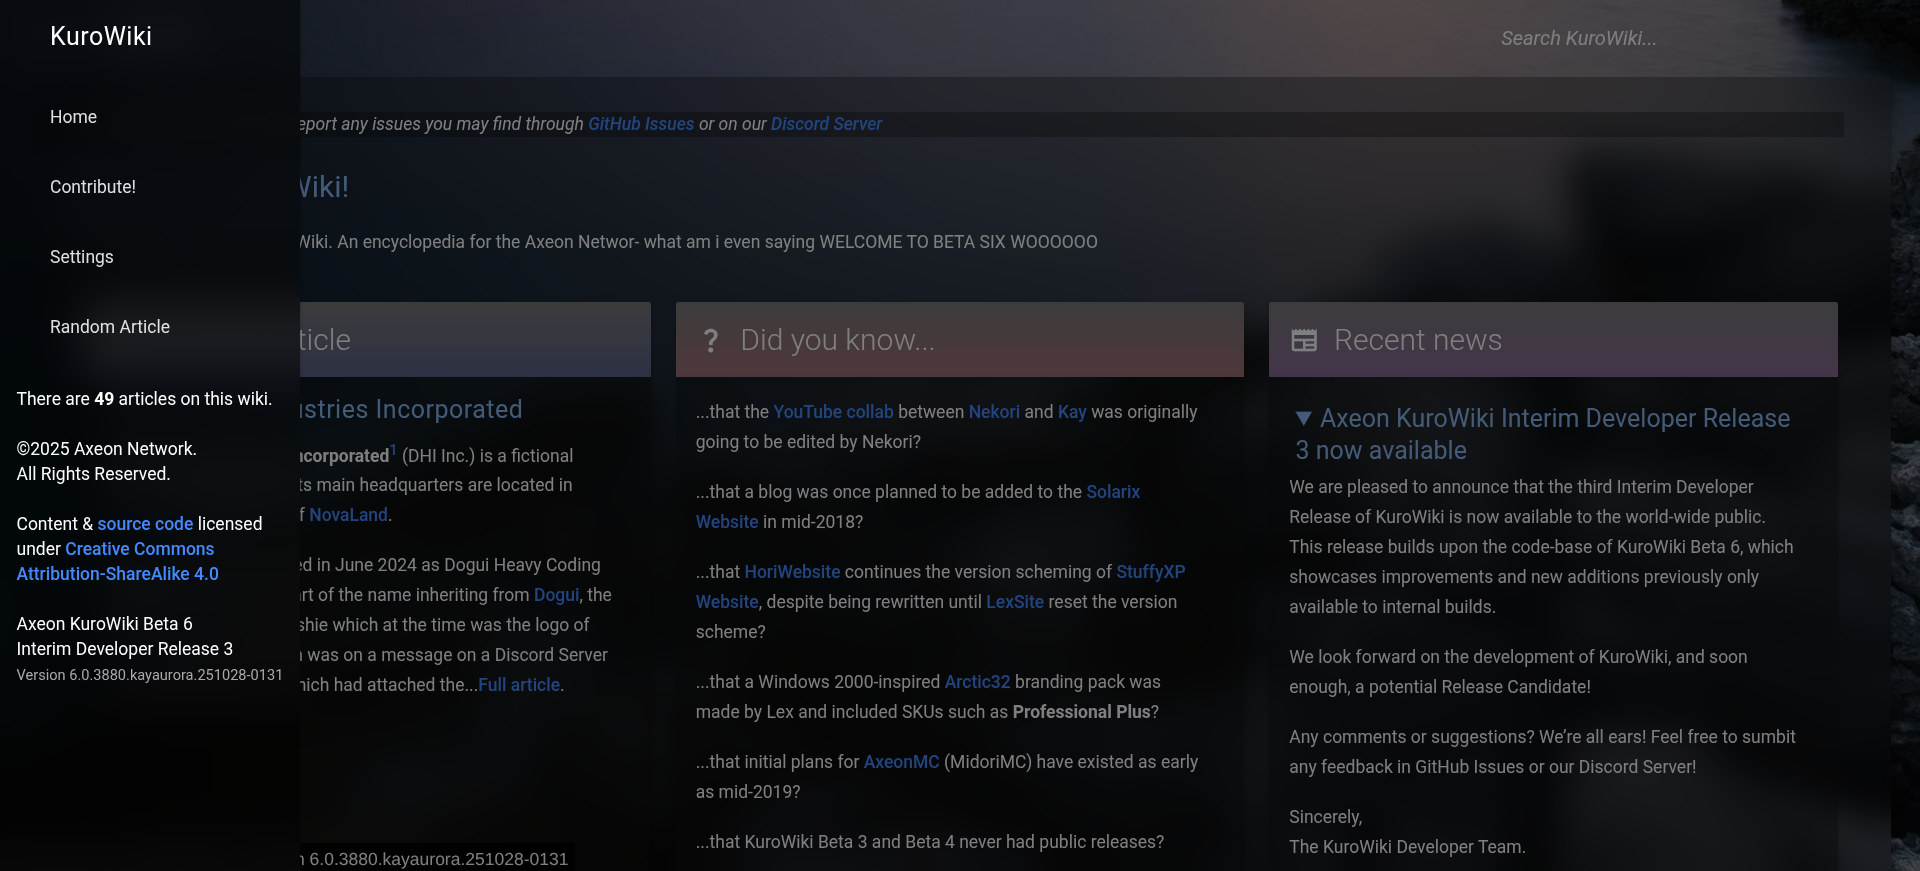 KuroWiki
Home
Contribute!
Settings
Random Article
There are 49 articles on this wiki.
©2025 Axeon Network.
All Rights Reserved.
Content & source code licensed
under Creative Commons
Attribution-ShareAlike 4.0
Axeon KuroWiki Beta 6
Interim Developer Release 3
Version 6.0.3880.kayaurora.251028-0131
Search KuroWiki...
eport any issues you may find through GitHub Issues or on our Discord Server
Wiki!
Wiki. An encyclopedia for the Axeon Networ- what am i even saying WELCOME TO BETA SIX WOOOOOO
ticle
ustries Incorporated
ncorporated1 (DHI Inc.) is a fictional
ts main headquarters are located in
f NovaLand.
ed in June 2024 as Dogui Heavy Coding
art of the name inheriting from Dogui, the
shie which at the time was the logo of
was on a message on a Discord Server
hich had attached the...Full article.
6.0.3880.kayaurora.251028-0131
? Did you know...
...that the YouTube collab between Nekori and Kay was originally
going to be edited by Nekori?
...that a blog was once planned to be added to the Solarix
Website in mid-2018?
...that HoriWebsite continues the version scheming of StuffyXP
Website, despite being rewritten until LexSite reset the version
scheme?
...that a Windows 2000-inspired Arctic32 branding pack was
made by Lex and included SKUs such as Professional Plus?
...that initial plans for AxeonMC (MidoriMC) have existed as early
as mid-2019?
...that KuroWiki Beta 3 and Beta 4 never had public releases?
Recent news
▼ Axeon KuroWiki Interim Developer Release
3 now available
We are pleased to announce that the third Interim Developer
Release of KuroWiki is now available to the world-wide public.
This release builds upon the code-base of KuroWiki Beta 6, which
showcases improvements and new additions previously only
available to internal builds.
We look forward on the development of KuroWiki, and soon
enough, a potential Release Candidate!
Any comments or suggestions? We're all ears! Feel free to sumbit
any feedback in GitHub Issues or our Discord Server!
Sincerely,
The KuroWiki Developer Team.